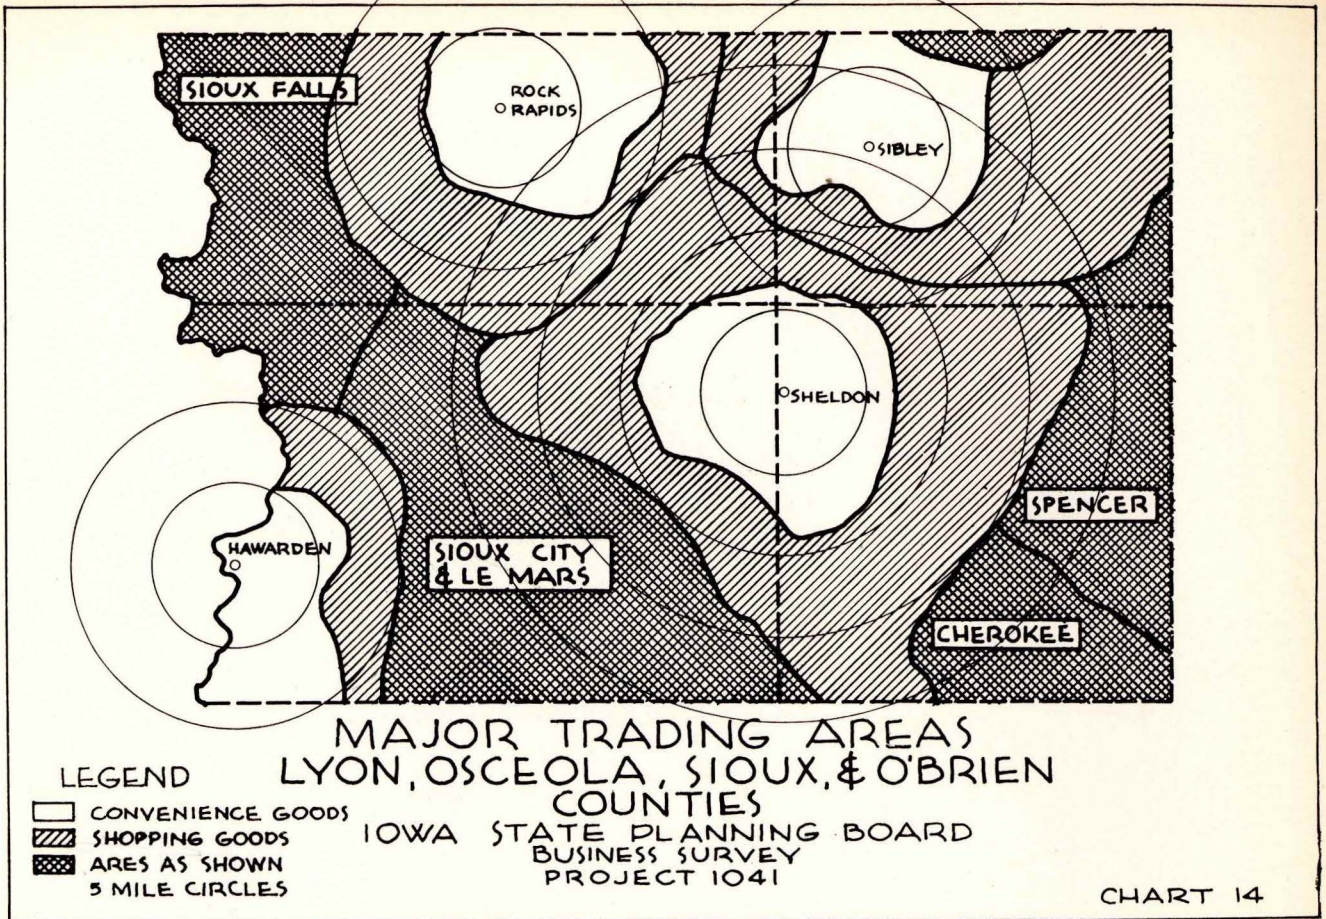 SIOUX FALLS
ROCK
RAPIDS
SIBLEY
SHELDON
SPENCER
HAWARDEN
SIOUX CITY
& LE MARS
CHEROKEE
MAJOR TRADING AREAS
LYON, OSCEOLA, SIOUX, & O'BRIEN
COUNTIES
IOWA STATE PLANNING BOARD
BUSINESS SURVEY
PROJECT 1041
LEGEND
CONVENIENCE GOODS
SHOPPING GOODS
ARES AS SHOWN
5 MILE CIRCLES
CHART 14